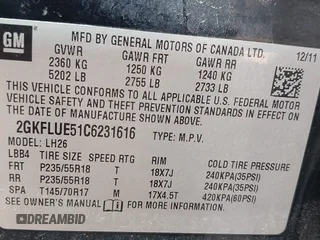 GM
MFD BY GENERAL MOTORS OF CANADA LTD.
12/11
GVWR GAWR FRT GAWR RR
2360 KG 1250 KG 1240 KG
5202 LB 2755 LB 2733 LB
THIS VEHICLE CONFORMS TO ALL APPLICABLE U.S. FEDERAL
MOTOR VEHICLE SAFETY, BUMPER, AND THEFT PREVENTION
STANDARDS IN EFFECT ON THE DATE OF MANUFACTURE SHOWN ABOVE.
2GKFLUE51C6231616 TYPE: M.P.V.
MODEL: LH26
LBB4 TIRE SIZE SPEED RTG RIM COLD TIRE PRESSURE
FRT P235/55R18 T 18X7J 240KPA(35PSI)
RR P235/55R18 T 18X7J 240KPA(35PSI)
SPA T145/70R17 M 17X4.5T 420KPA(60PSI)
SEE OWNER'S MANUAL FOR MORE INFORMATION.
© AUTOBIDMASTER
DREAMBID